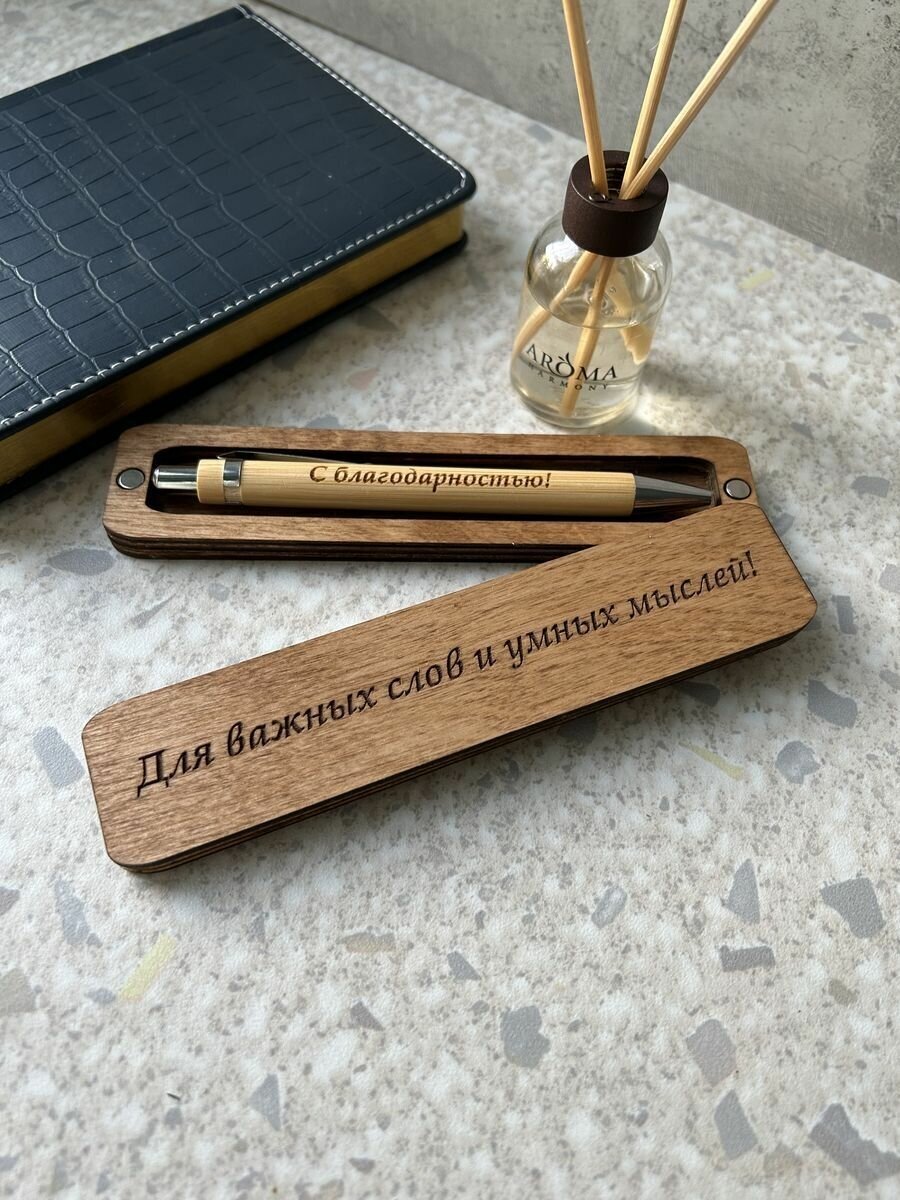 AROMA
HARMONY
С благодарностью!
Для важных слов и умных мыслей!